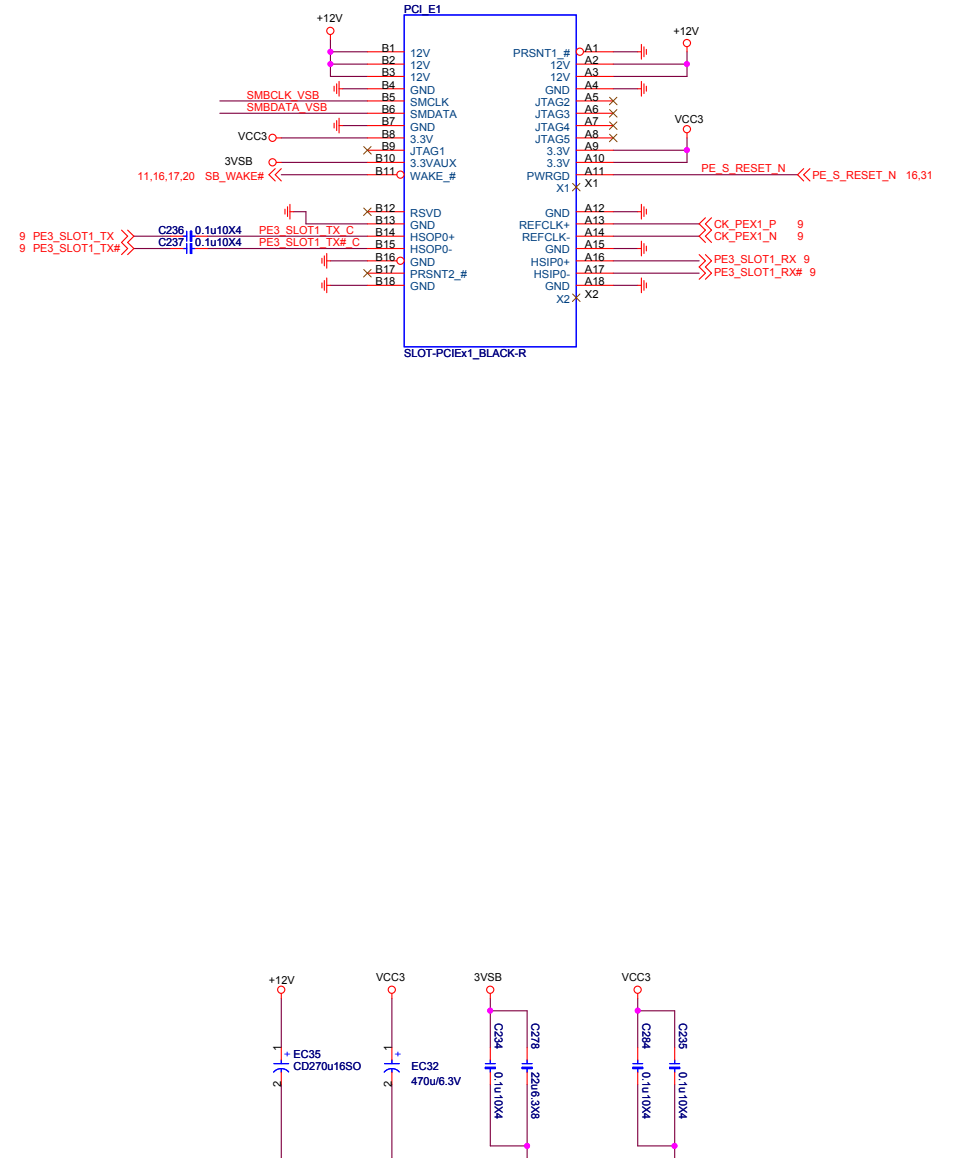 PCI_E1
+12V
+12V
B1 12V PRSNT1_# A1
B2 12V 12V A2
B3 12V 12V A3
B4 GND GND A4
SMBCLK_VSB B5 SMCLK JTAG2 A5
SMBDATA_VSB B6 SMDATA JTAG3 A6
B7 GND JTAG4 A7
VCC3
VCC3 B8 3.3V JTAG5 A8
B9 JTAG1 3.3V A9
3VSB B10 3.3VAUX 3.3V A10
11,16,17,20 SB_WAKE# B11 WAKE_# PWRGD A11 PE_S_RESET_N PE_S_RESET_N 16,31
X1 X1
B12 RSVD GND A12
B13 GND REFCLK+ A13 CK_PEX1_P 9
9 PE3_SLOT1_TX C236 0.1u10X4 PE3_SLOT1_TX_C B14 HSOP0+ REFCLK- A14 CK_PEX1_N 9
9 PE3_SLOT1_TX# C237 0.1u10X4 PE3_SLOT1_TX#_C B15 HSOP0- GND A15
B16 GND HSIP0+ A16 PE3_SLOT1_RX 9
B17 PRSNT2_# HSIP0- A17 PE3_SLOT1_RX# 9
B18 GND GND A18
X2 X2
SLOT-PCIEx1_BLACK-R
+12V VCC3 3VSB VCC3
1 + EC35 CD270u16SO 2
1 + EC32 470u/6.3V 2
C234 0.1u10X4
C278 22u6.3X8
C284 0.1u10X4
C235 0.1u10X4